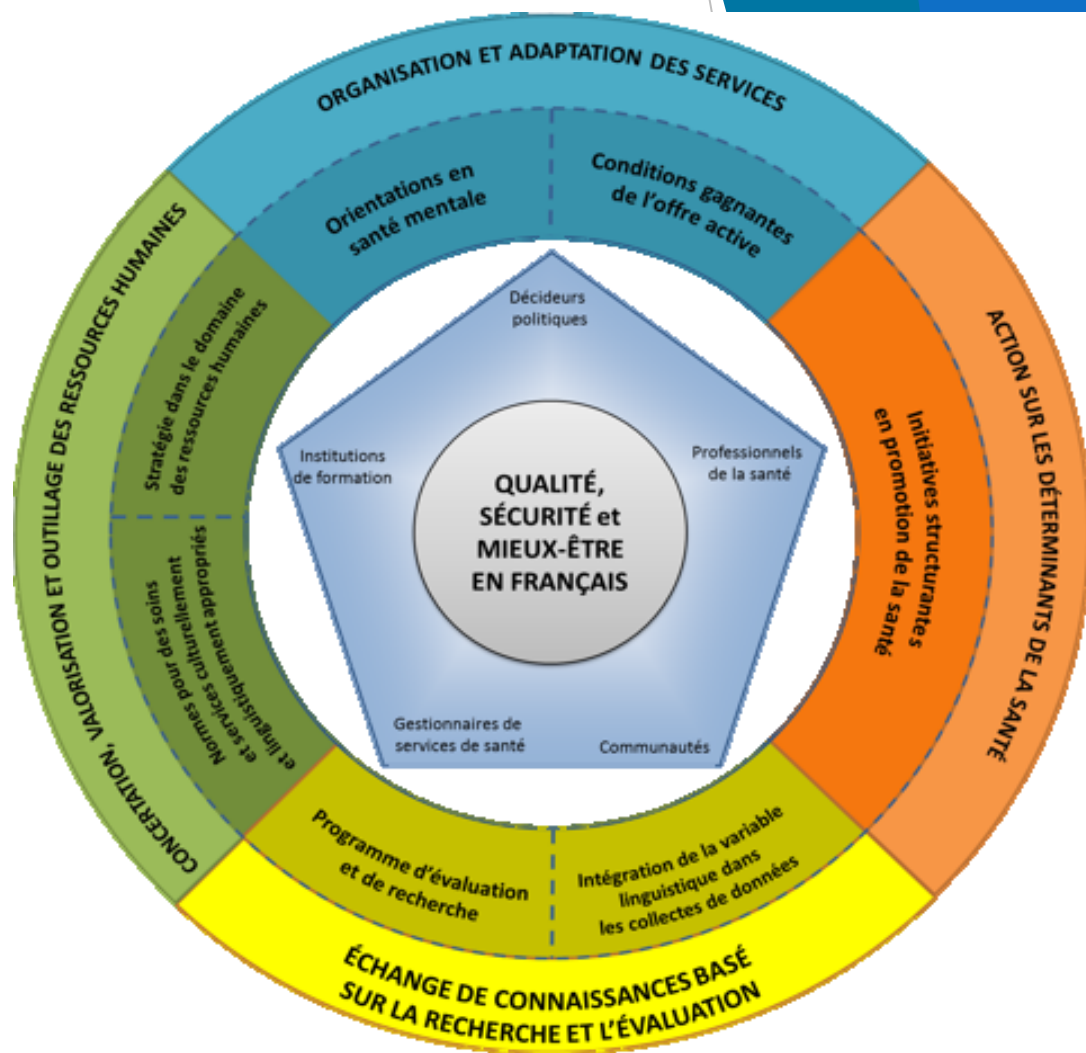 ORGANISATION ET ADAPTATION DES SERVICES
Orientations en
santé mentale
Conditions gagnantes
de l'offre active
ACTION SUR LES DÉTERMINANTS DE LA SANTÉ
Initiatives structurantes
en promotion de la santé
ÉCHANGE DE CONNAISSANCES BASÉ
SUR LA RECHERCHE ET L'ÉVALUATION
Intégration de la variable
linguistique dans
les collectes de données
Programme d'évaluation
et de recherche
CONCERTATION, VALORISATION ET OUTILLAGE DES RESSOURCES HUMAINES
Stratégie dans le domaine
des ressources humaines
Normes pour des soins
et services culturellement
et linguistiquement appropriés
Décideurs
politiques
Institutions
de formation
Professionnels
de la santé
Gestionnaires de
services de santé
Communautés
QUALITÉ,
SÉCURITÉ et
MIEUX-ÊTRE
EN FRANÇAIS